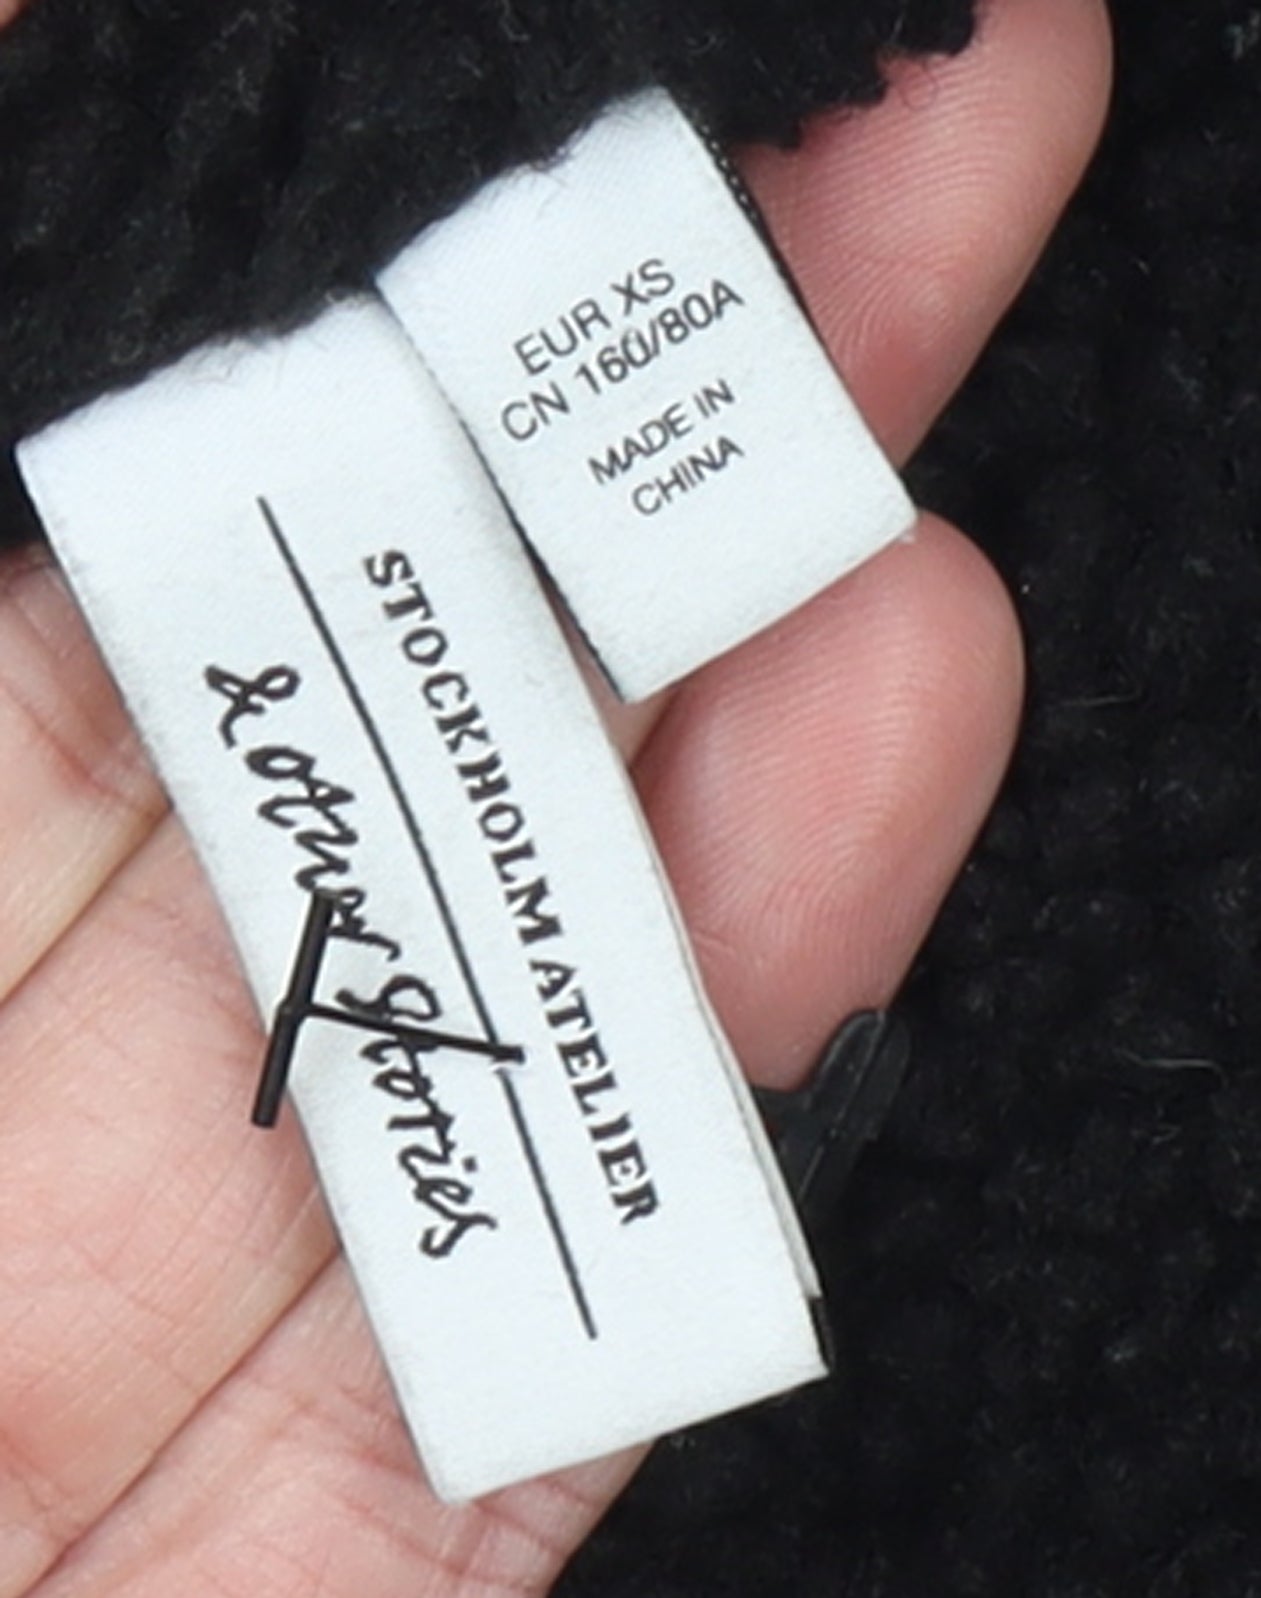 EUR XS
CN 160/80A
MADE IN
CHINA
STOCKHOLM ATELIER
& other Stories